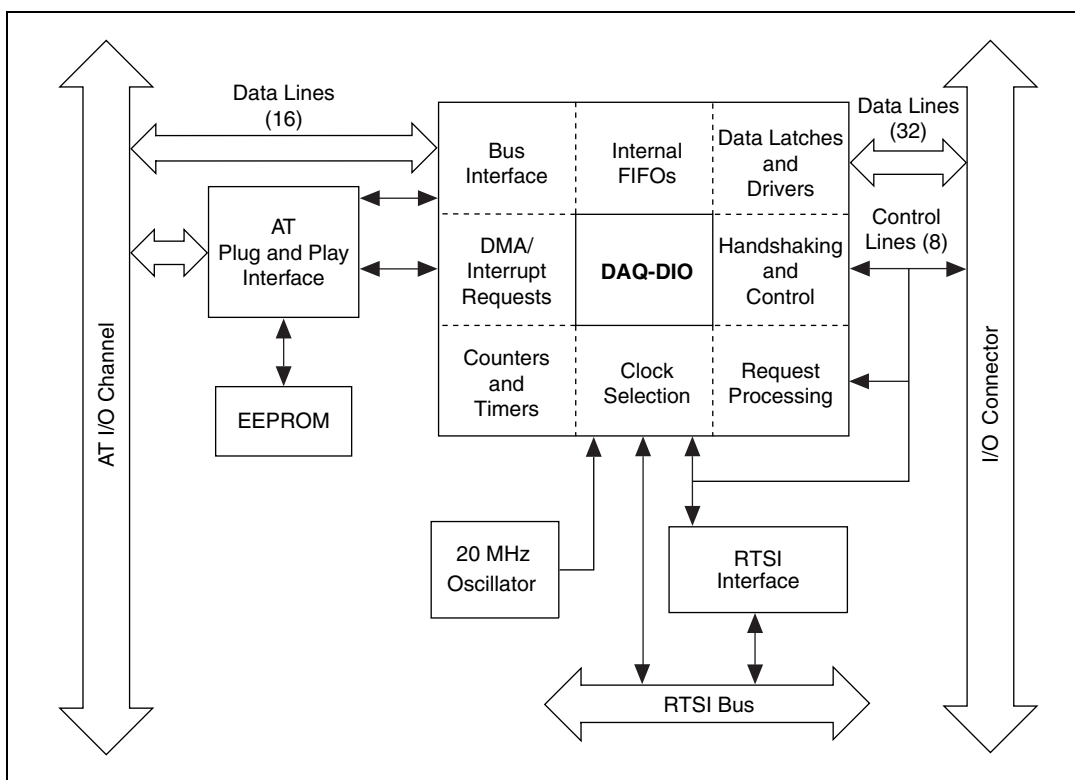 Data Lines
(16)
Bus
Interface
Internal
FIFOs
Data Latches
and
Drivers
Data Lines
(32)
AT
Plug and Play
Interface
DMA/
Interrupt
Requests
DAQ-DIO
Handshaking
and
Control
Control
Lines (8)
EEPROM
Counters
and
Timers
Clock
Selection
Request
Processing
AT I/O Channel
I/O Connector
20 MHz
Oscillator
RTSI
Interface
RTSI Bus